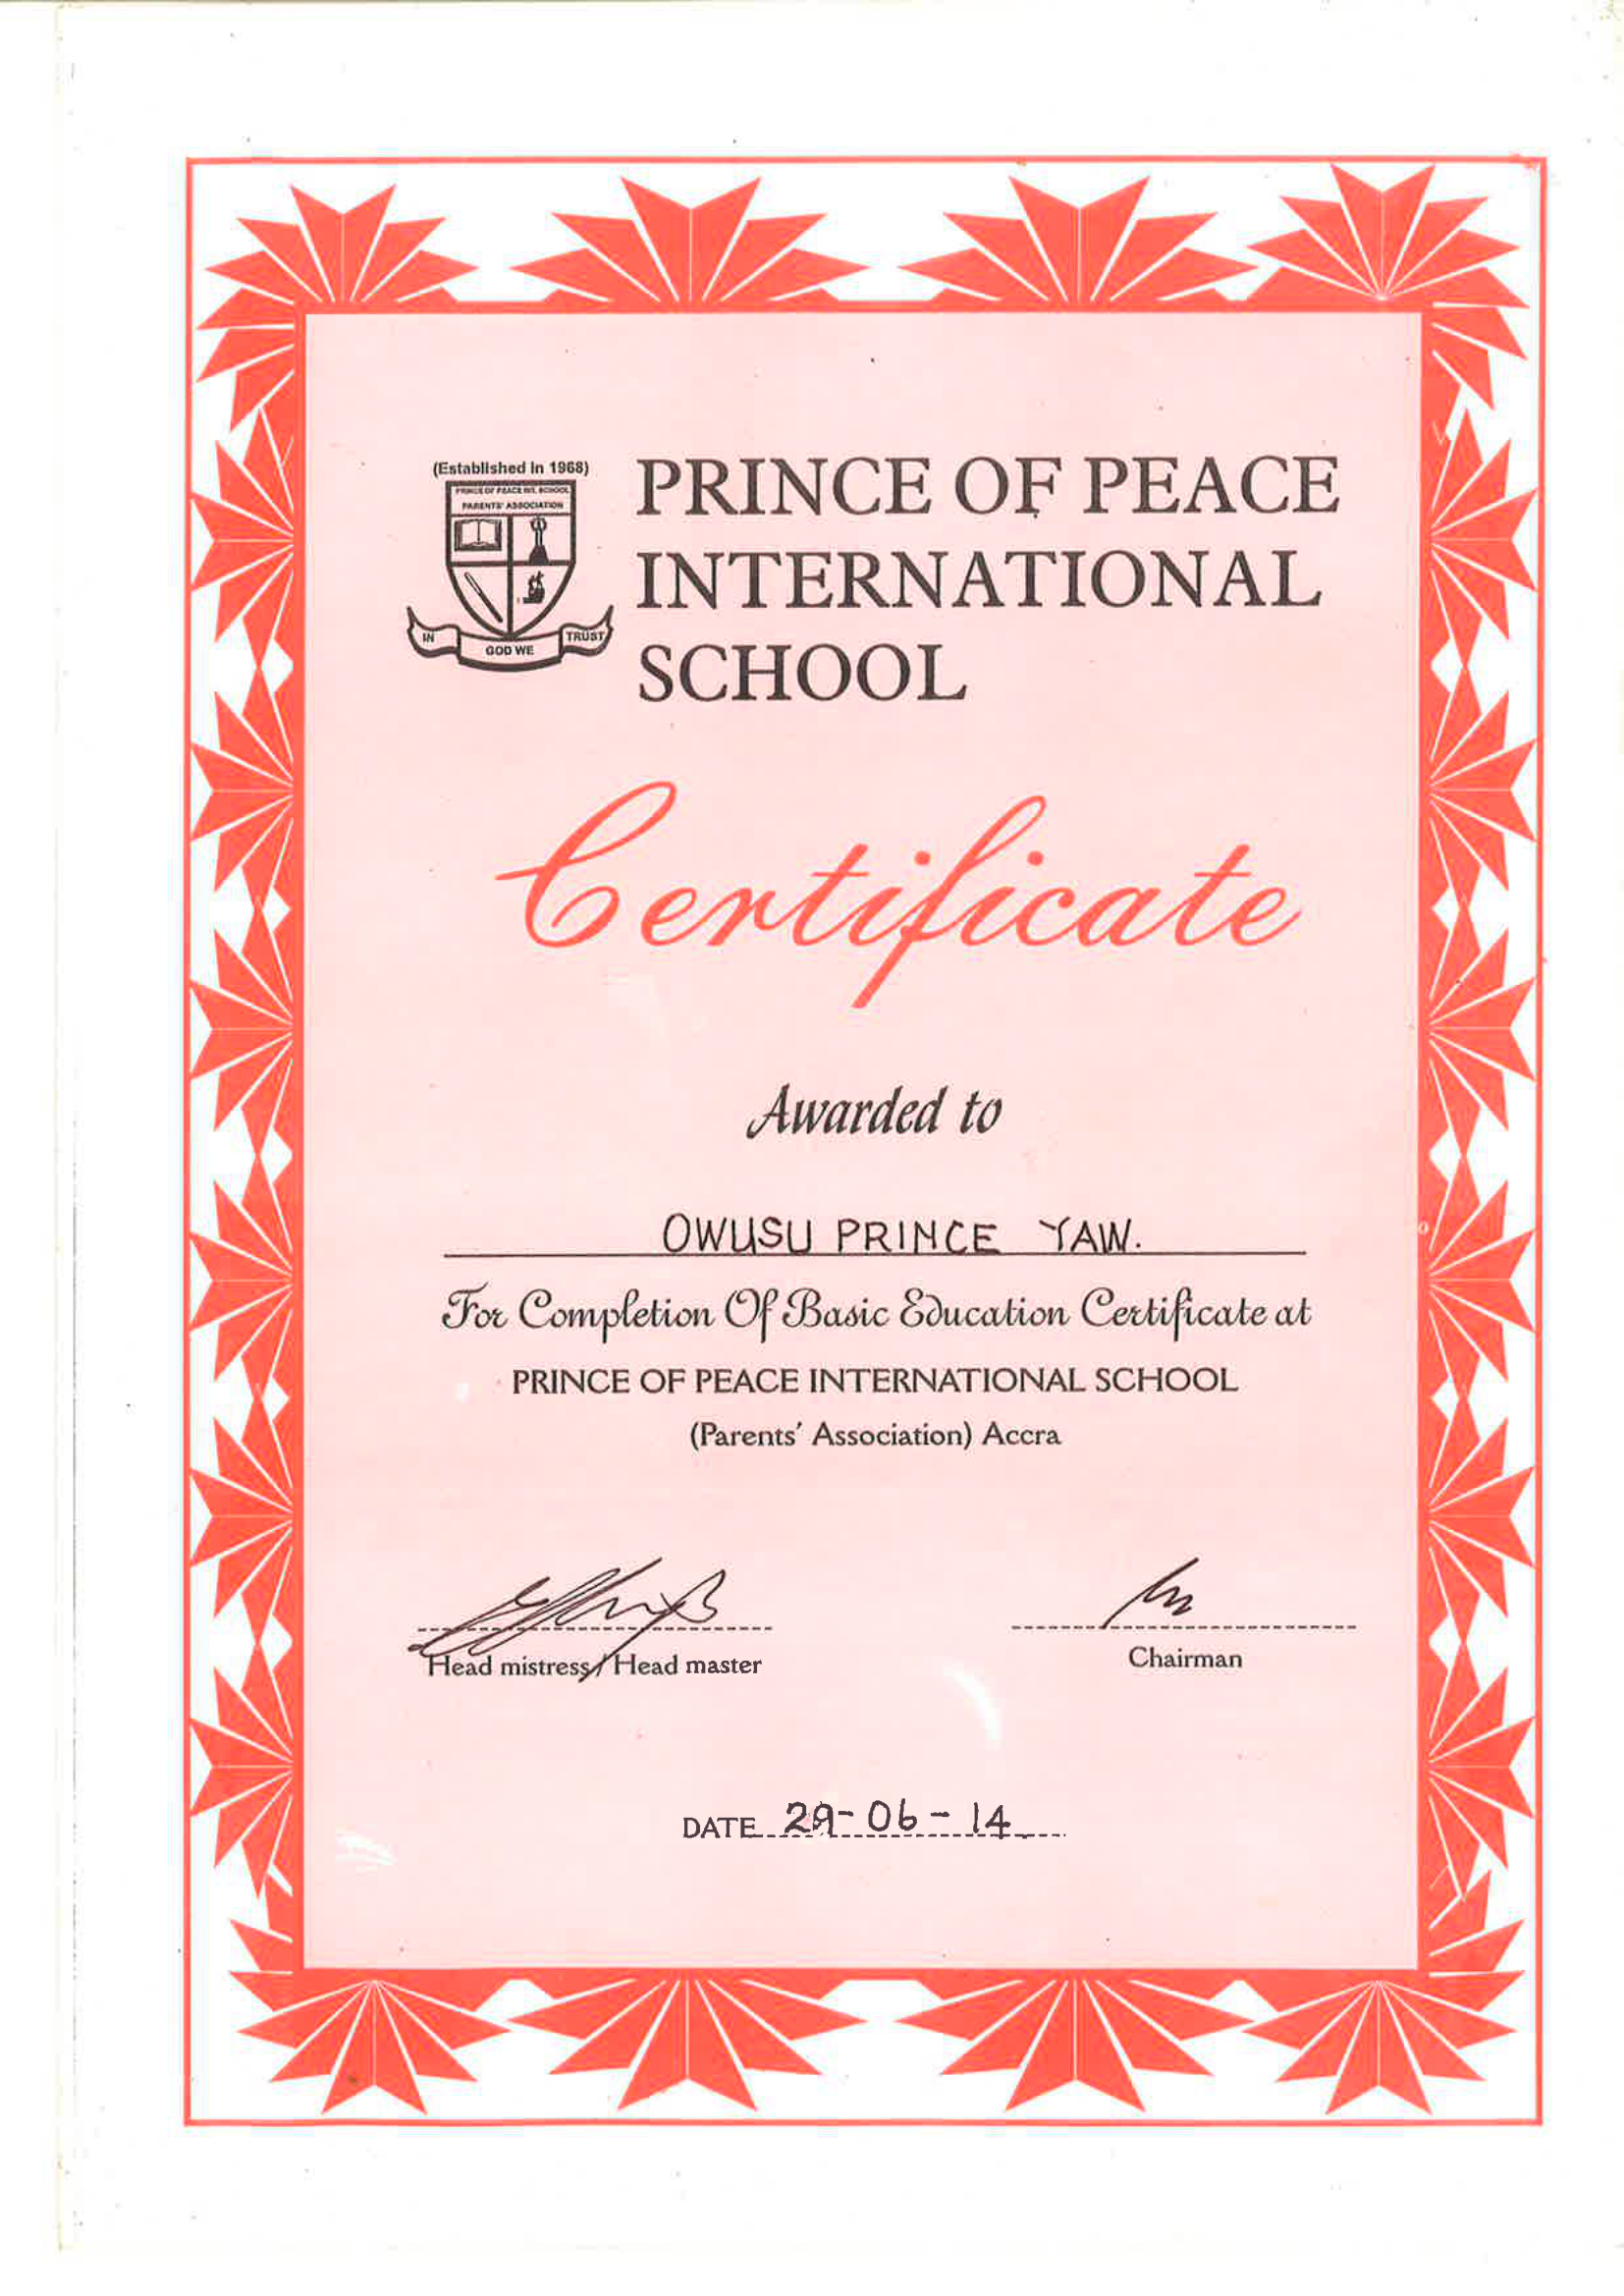 (Established in 1968)
PRINCE OF PEACE INT. SCHOOL
PARENTS' ASSOCIATION
IN GOD WE TRUST
PRINCE OF PEACE
INTERNATIONAL
SCHOOL
Certificate
Awarded to
OWUSU PRINCE YAW.
For Completion Of Basic Education Certificate at
PRINCE OF PEACE INTERNATIONAL SCHOOL
(Parents' Association) Accra
Head mistress/Head master
Chairman
DATE 29-06-14